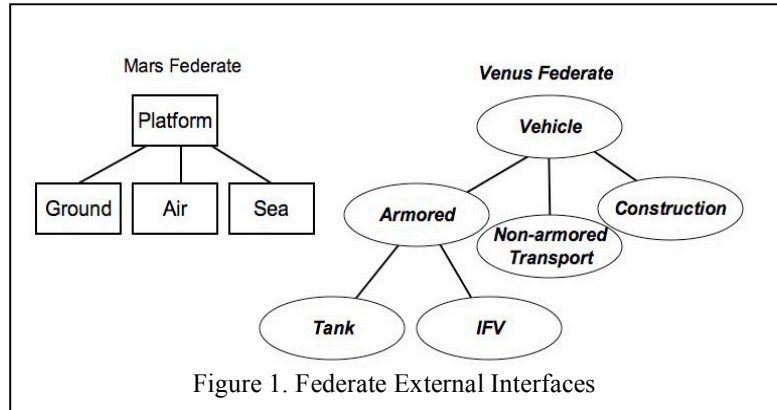 Mars Federate
Platform
Ground
Air
Sea
Venus Federate
Vehicle
Armored
Non-armored
Transport
Construction
Tank
IFV
Figure 1. Federate External Interfaces